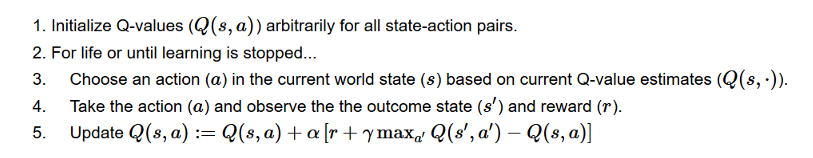 1. Initialize Q-values (Q(s, a)) arbitrarily for all state-action pairs.
2. For life or until learning is stopped...
3. Choose an action (a) in the current world state (s) based on current Q-value estimates (Q(s, ·)).
4. Take the action (a) and observe the the outcome state (s′) and reward (r).
5. Update Q(s, a) := Q(s, a) + α [r + γ maxₐ′ Q(s′, a′) − Q(s, a)]